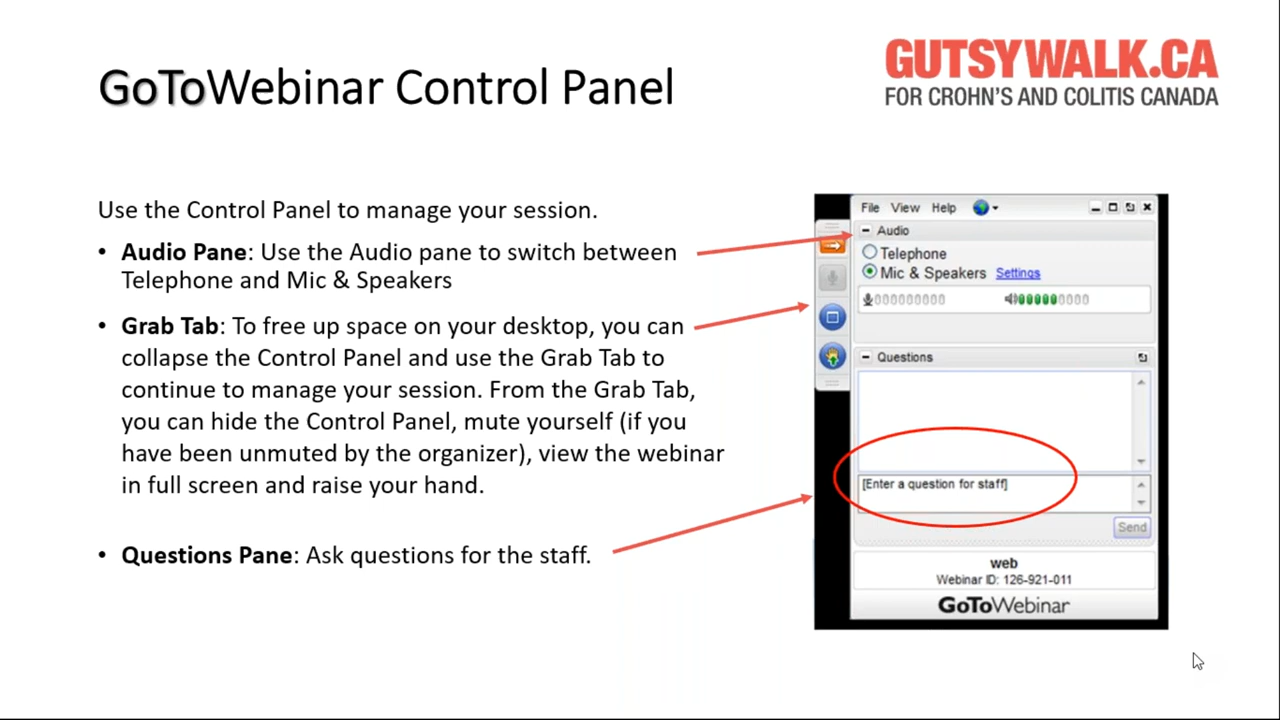 GoToWebinar Control Panel
GUTSYWALK.CA
FOR CROHN'S AND COLITIS CANADA
Use the Control Panel to manage your session.
• Audio Pane: Use the Audio pane to switch between
Telephone and Mic & Speakers
• Grab Tab: To free up space on your desktop, you can
collapse the Control Panel and use the Grab Tab to
continue to manage your session. From the Grab Tab,
you can hide the Control Panel, mute yourself (if you
have been unmuted by the organizer), view the webinar
in full screen and raise your hand.
• Questions Pane: Ask questions for the staff.
File View Help
Audio
Telephone
Mic & Speakers Settings
Questions
[Enter a question for staff]
Send
web
Webinar ID: 126-921-011
GoToWebinar